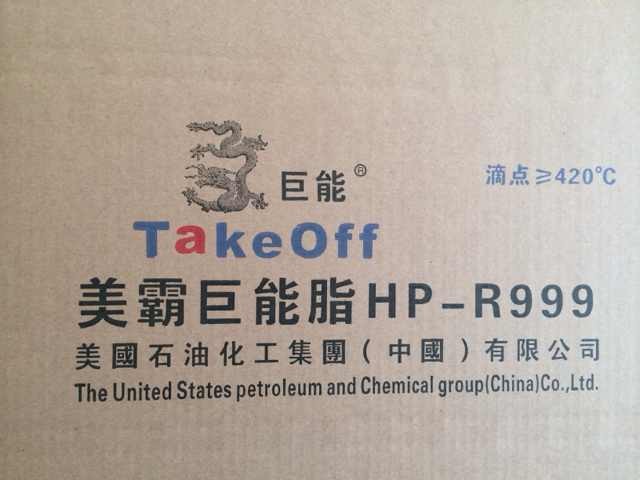 巨能®
滴点≥420℃
TakeOff
美霸巨能脂HP-R999
美國石油化工集團(中國)有限公司
The United States petroleum and Chemical group(China)Co.,Ltd.